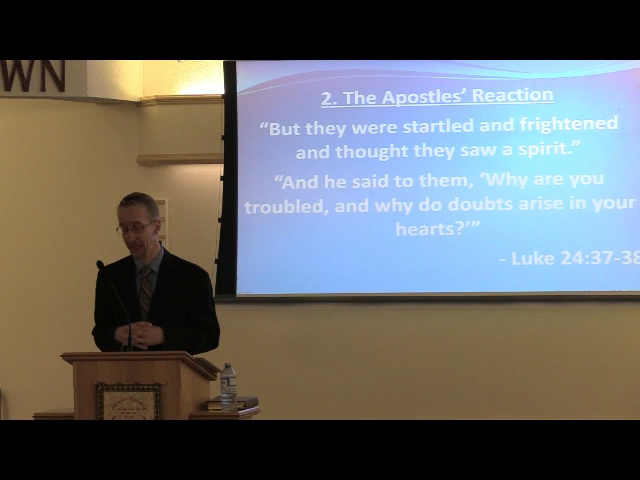 WN
2. The Apostles’ Reaction
“But they were startled and frightened
and thought they saw a spirit.”
“And he said to them, ‘Why are you
troubled, and why do doubts arise in your
hearts?’”
- Luke 24:37-38